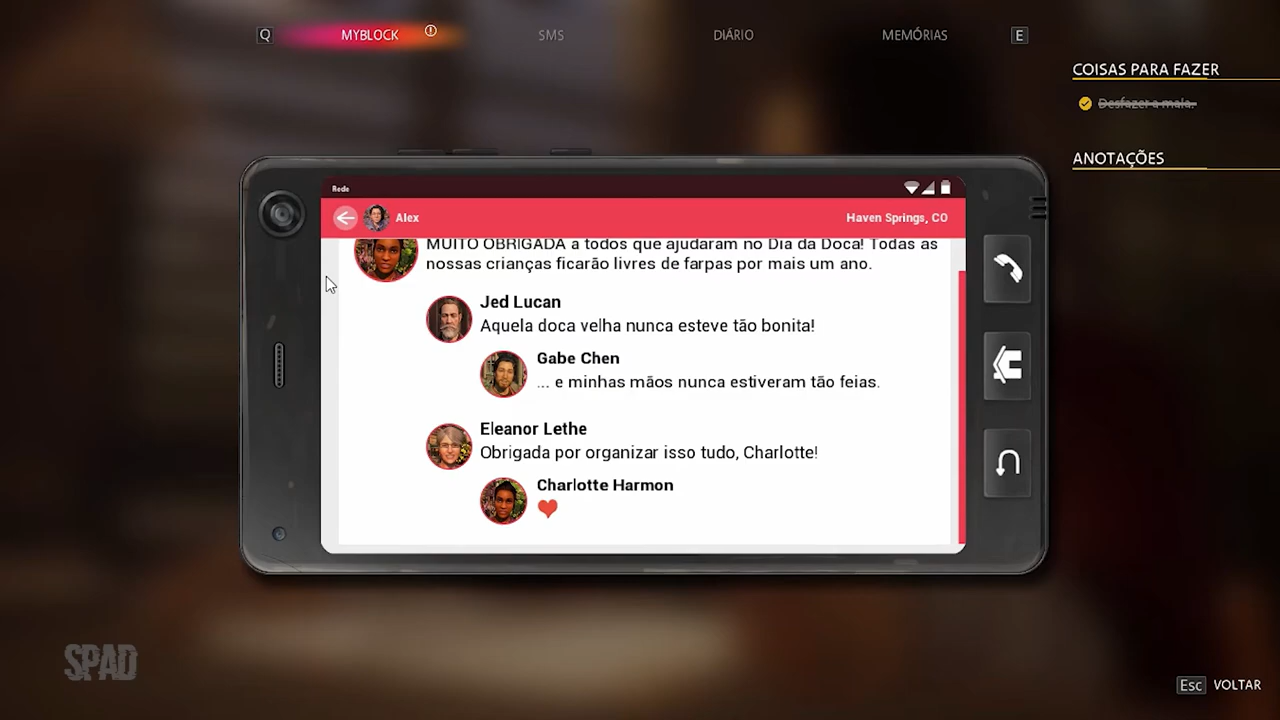 Q
MYBLOCK
SMS
DIÁRIO
MEMÓRIAS
E
COISAS PARA FAZER
Desfazer a mala.
ANOTAÇÕES
Rede
Alex
Haven Springs, CO
MUITO OBRIGADA a todos que ajudaram no Dia da Doca! Todas as
nossas crianças ficarão livres de farpas por mais um ano.
Jed Lucan
Aquela doca velha nunca esteve tão bonita!
Gabe Chen
... e minhas mãos nunca estiveram tão feias.
Eleanor Lethe
Obrigada por organizar isso tudo, Charlotte!
Charlotte Harmon
SPAD
Esc VOLTAR